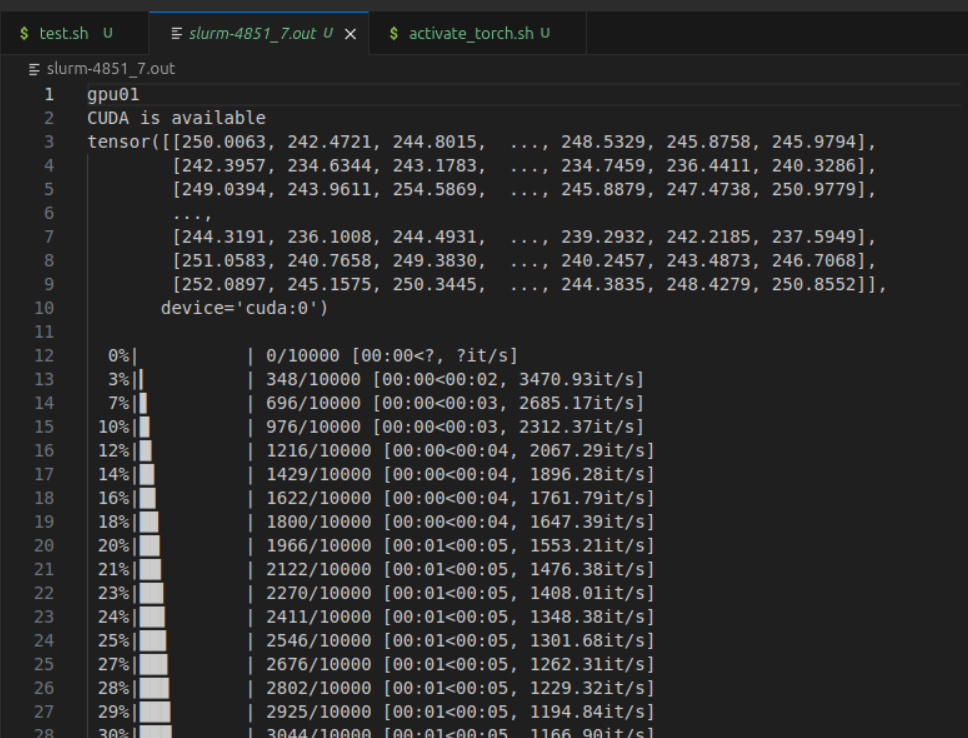 $ test.sh U slurm-4851_7.out U × $ activate_torch.sh U
slurm-4851_7.out
1 gpu01
2 CUDA is available
3 tensor([[250.0063, 242.4721, 244.8015, ..., 248.5329, 245.8758, 245.9794],
4 [242.3957, 234.6344, 243.1783, ..., 234.7459, 236.4411, 240.3286],
5 [249.0394, 243.9611, 254.5869, ..., 245.8879, 247.4738, 250.9779],
6 ...,
7 [244.3191, 236.1008, 244.4931, ..., 239.2932, 242.2185, 237.5949],
8 [251.0583, 240.7658, 249.3830, ..., 240.2457, 243.4873, 246.7068],
9 [252.0897, 245.1575, 250.3445, ..., 244.3835, 248.4279, 250.8552]],
10 device='cuda:0')
11
12 0%| | 0/10000 [00:00<?, ?it/s]
13 3%|▎ | 348/10000 [00:00<00:02, 3470.93it/s]
14 7%|▋ | 696/10000 [00:00<00:03, 2685.17it/s]
15 10%|▉ | 976/10000 [00:00<00:03, 2312.37it/s]
16 12%|█▏ | 1216/10000 [00:00<00:04, 2067.29it/s]
17 14%|█▍ | 1429/10000 [00:00<00:04, 1896.28it/s]
18 16%|█▌ | 1622/10000 [00:00<00:04, 1761.79it/s]
19 18%|█▊ | 1800/10000 [00:00<00:04, 1647.39it/s]
20 20%|█▉ | 1966/10000 [00:01<00:05, 1553.21it/s]
21 21%|██ | 2122/10000 [00:01<00:05, 1476.38it/s]
22 23%|██▎ | 2270/10000 [00:01<00:05, 1408.01it/s]
23 24%|██▍ | 2411/10000 [00:01<00:05, 1348.38it/s]
24 25%|██▌ | 2546/10000 [00:01<00:05, 1301.68it/s]
25 27%|██▋ | 2676/10000 [00:01<00:05, 1262.31it/s]
26 28%|██▊ | 2802/10000 [00:01<00:05, 1229.32it/s]
27 29%|██▉ | 2925/10000 [00:01<00:05, 1194.84it/s]
28 30%|███ | 3044/10000 [00:01<00:05, 1166.90it/s]